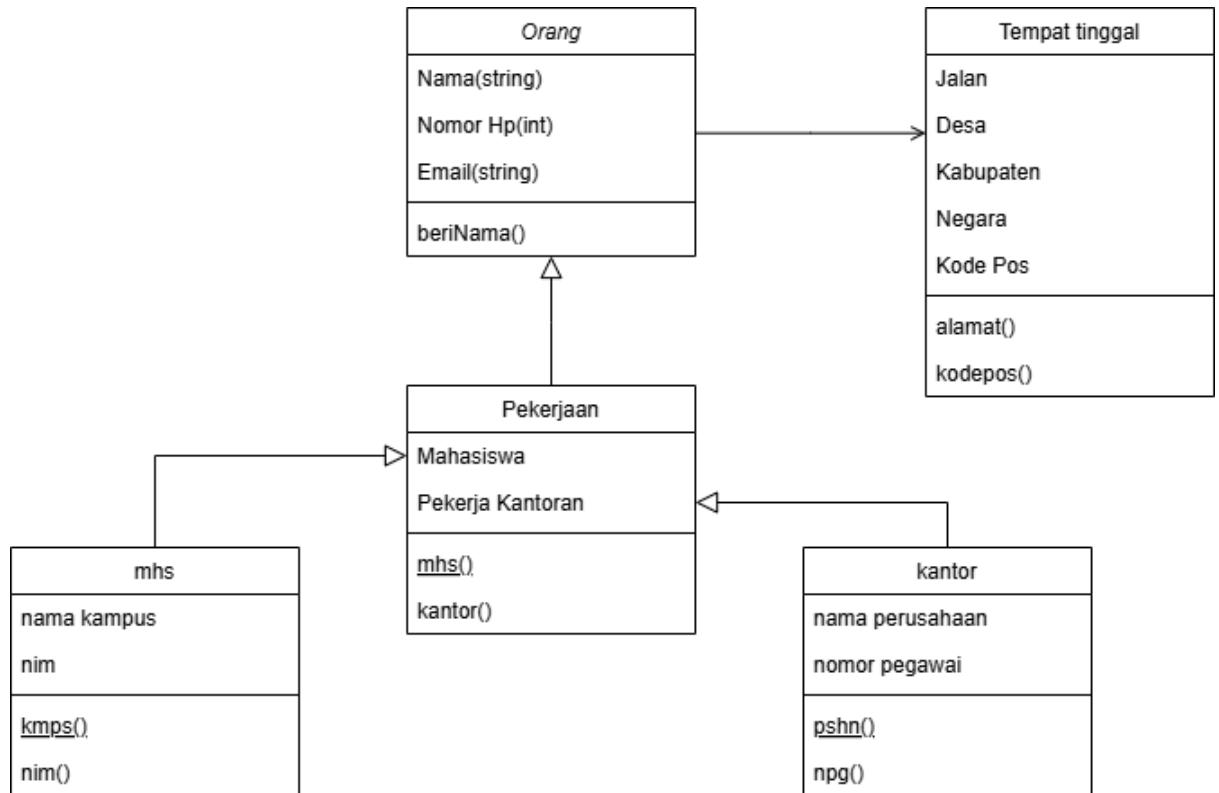 Orang
Nama(string)
Nomor Hp(int)
Email(string)
beriNama()
Tempat tinggal
Jalan
Desa
Kabupaten
Negara
Kode Pos
alamat()
kodepos()
Pekerjaan
Mahasiswa
Pekerja Kantoran
mhs()
kantor()
mhs
nama kampus
nim
kmps()
nim()
kantor
nama perusahaan
nomor pegawai
pshn()
npg()